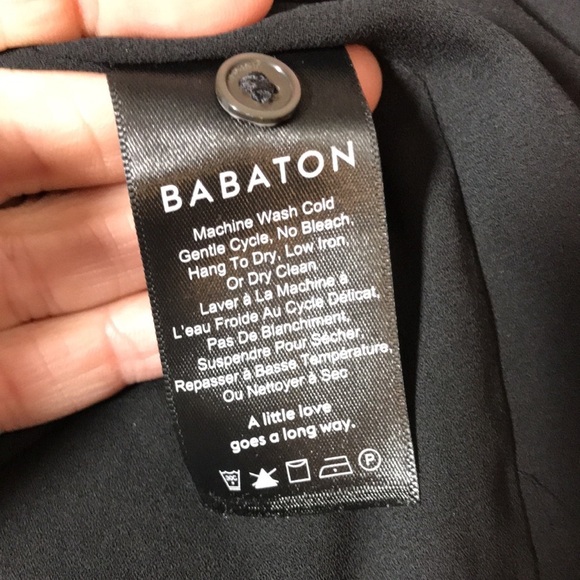 BABATON
Machine Wash Cold
Gentle Cycle, No Bleach,
Hang To Dry, Low Iron,
Or Dry Clean
Laver à La Machine à
L'eau Froide Au Cycle Délicat,
Pas De Blanchiment,
Suspendre Pour Sécher,
Repasser à Basse Température,
Ou Nettoyer à Sec
A little love
goes a long way.
30C
P